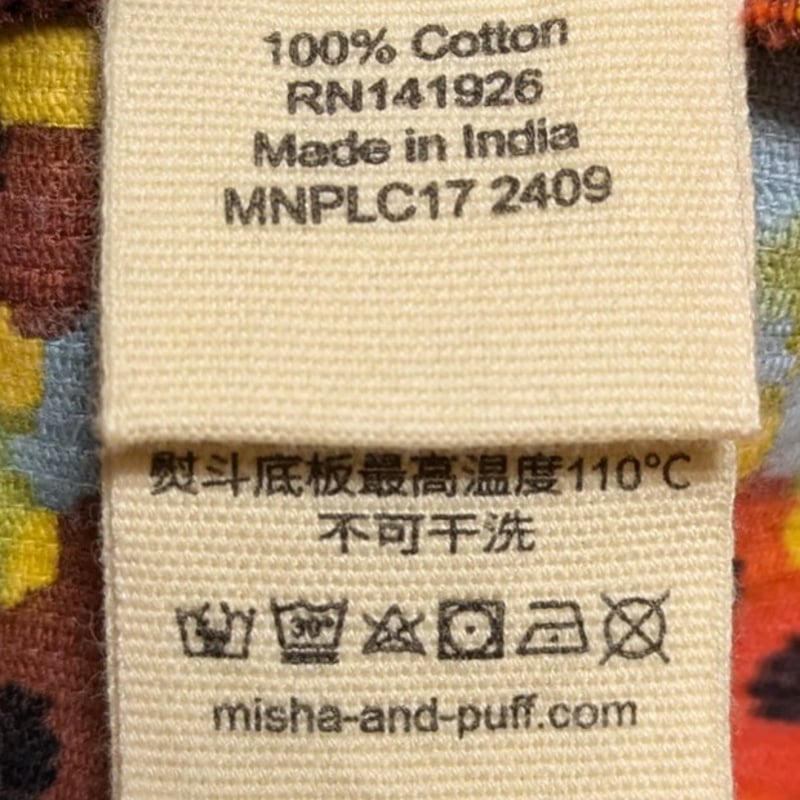 100% Cotton
RN141926
Made in India
MNPLC17 2409
熨斗底板最高温度110°C
不可干洗
30°
misha-and-puff.com